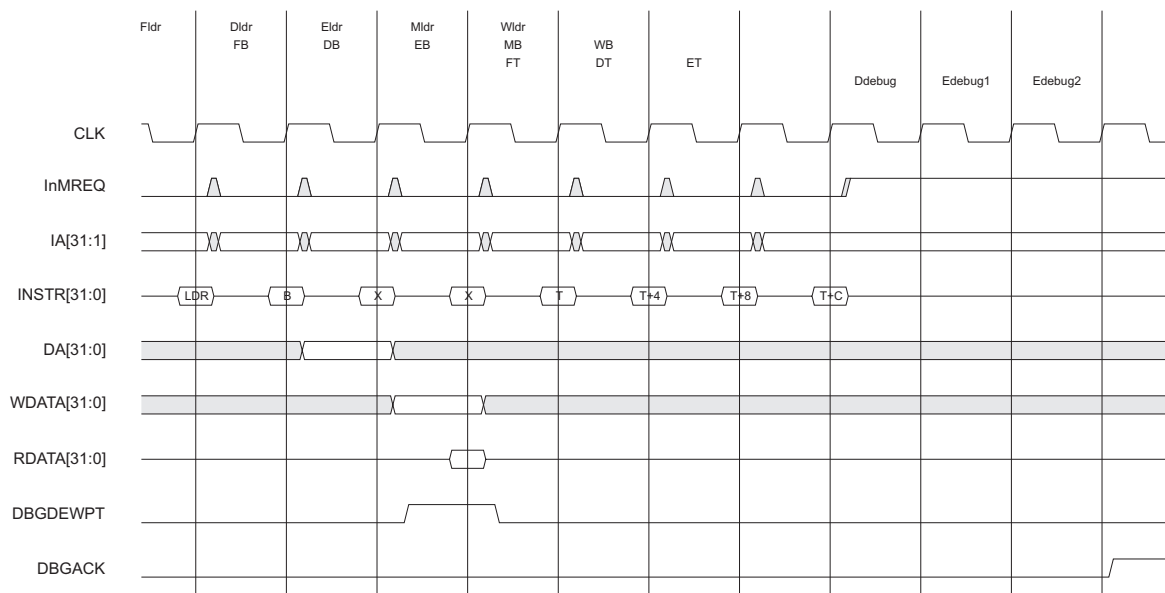 Fldr Dldr Eldr Mldr Wldr
FB DB EB MB WB
FT DT ET
Ddebug Edebug1 Edebug2
CLK
InMREQ
IA[31:1]
INSTR[31:0] LDR B X X T T+4 T+8 T+C
DA[31:0]
WDATA[31:0]
RDATA[31:0]
DBGDEWPT
DBGACK